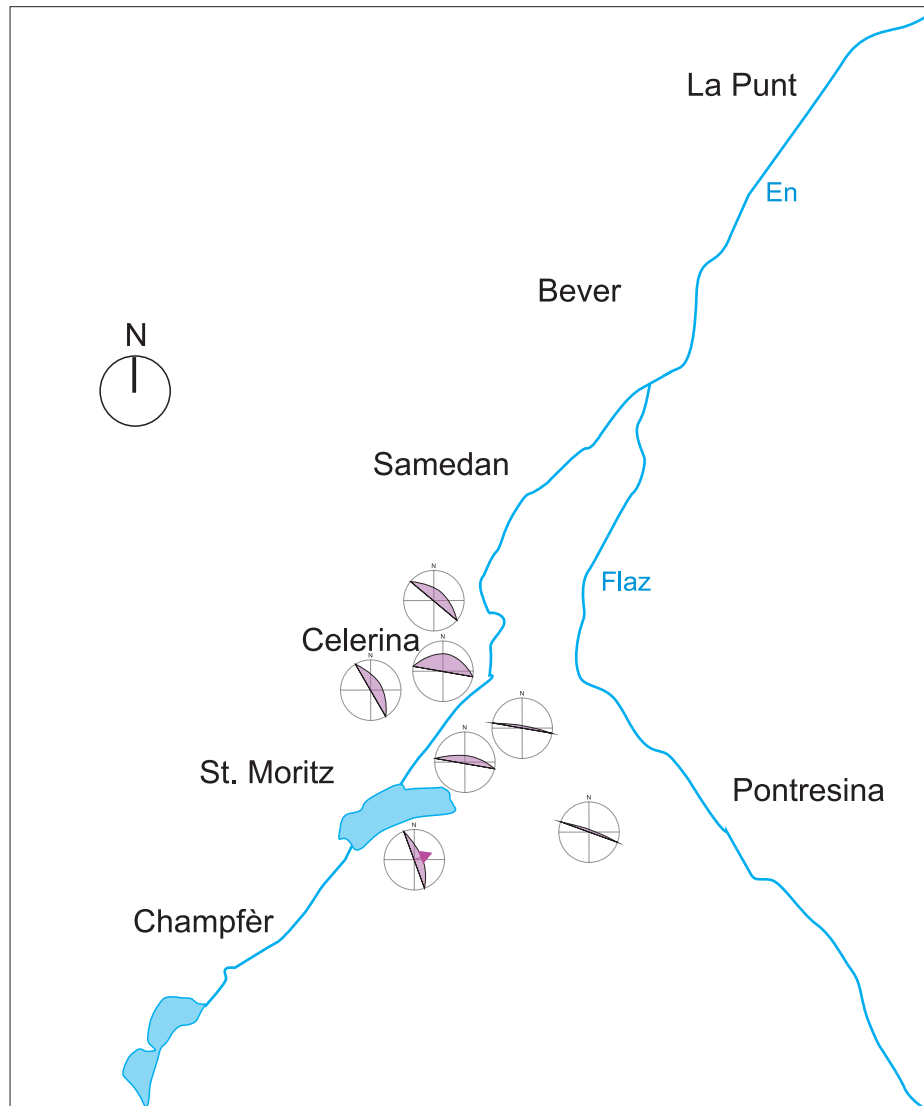 La Punt
En
Bever
N
Samedan
N
Flaz
Celerina
N
N
N
St. Moritz
N
Pontresina
N
N
Champfèr